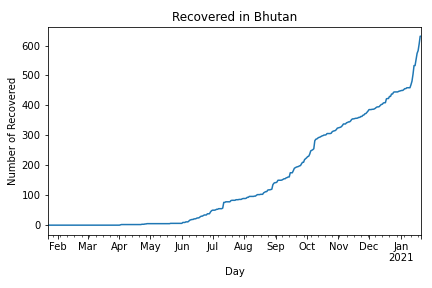 Recovered in Bhutan
Number of Recovered
600
500
400
300
200
100
0
Feb Mar Apr May Jun Jul Aug Sep Oct Nov Dec Jan
2021
Day